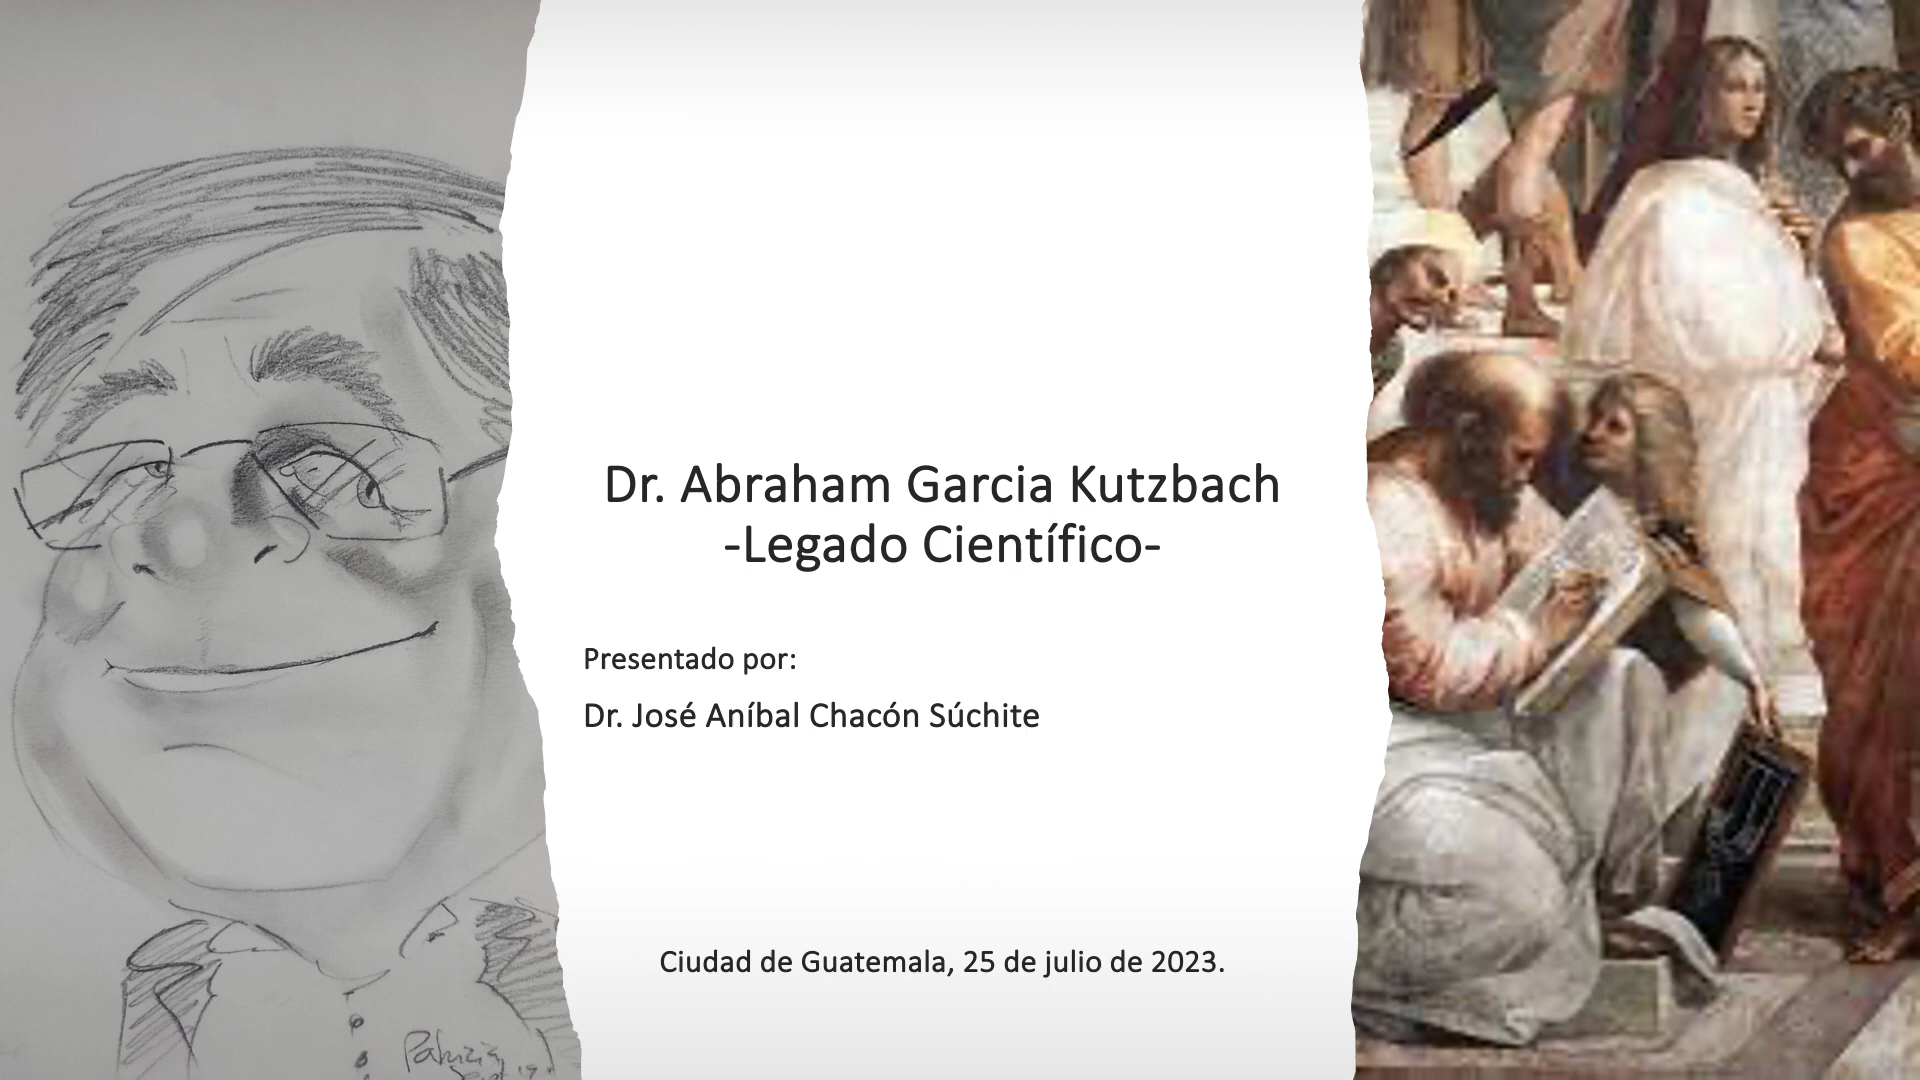 Dr. Abraham Garcia Kutzbach
-Legado Científico-
Presentado por:
Dr. José Aníbal Chacón Súchite
Ciudad de Guatemala, 25 de julio de 2023.